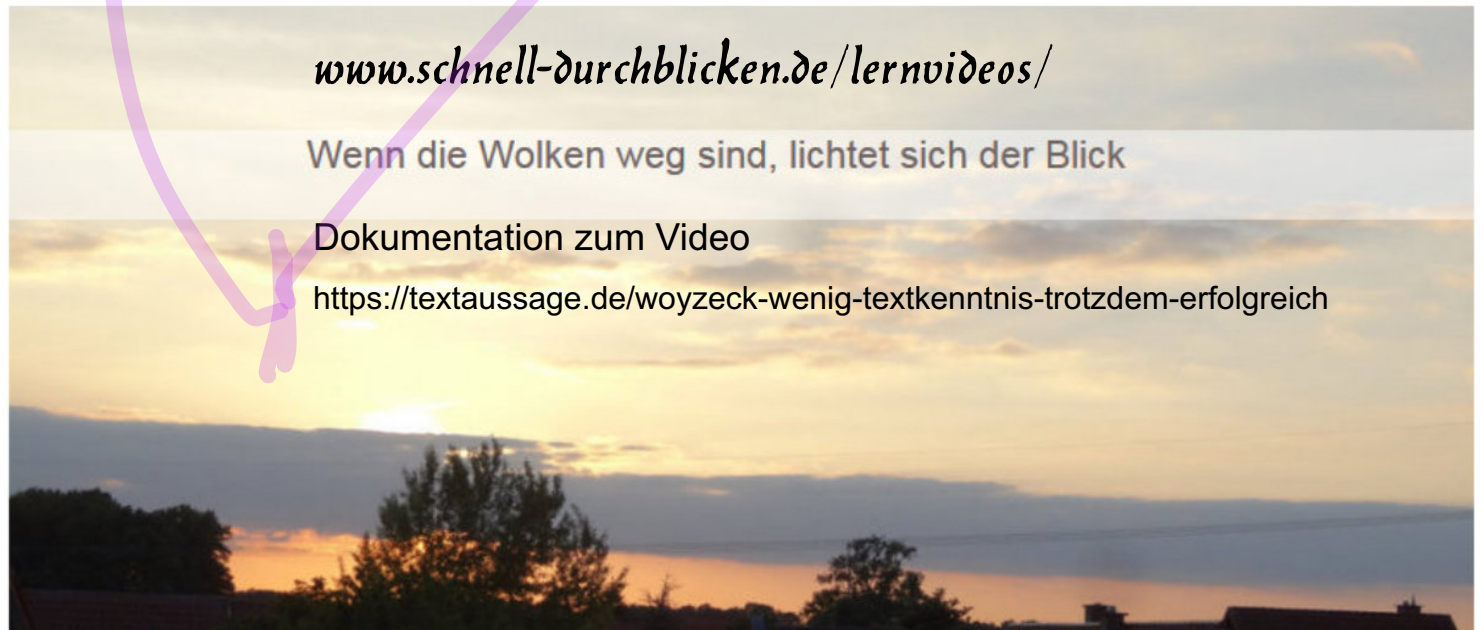 www.schnell-durchblicken.de/lernvideos/
Wenn die Wolken weg sind, lichtet sich der Blick
Dokumentation zum Video
https://textaussage.de/woyzeck-wenig-textkenntnis-trotzdem-erfolgreich